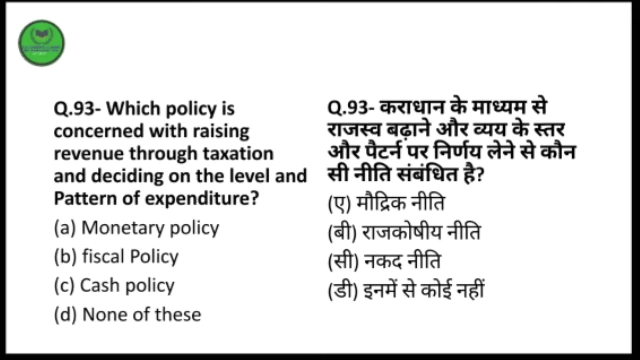 Q.93- Which policy is
concerned with raising
revenue through taxation
and deciding on the level and
Pattern of expenditure?
(a) Monetary policy
(b) fiscal Policy
(c) Cash policy
(d) None of these
Q.93- कराधान के माध्यम से
राजस्व बढ़ाने और व्यय के स्तर
और पैटर्न पर निर्णय लेने से कौन
सी नीति संबंधित है?
(ए) मौद्रिक नीति
(बी) राजकोषीय नीति
(सी) नकद नीति
(डी) इनमें से कोई नहीं